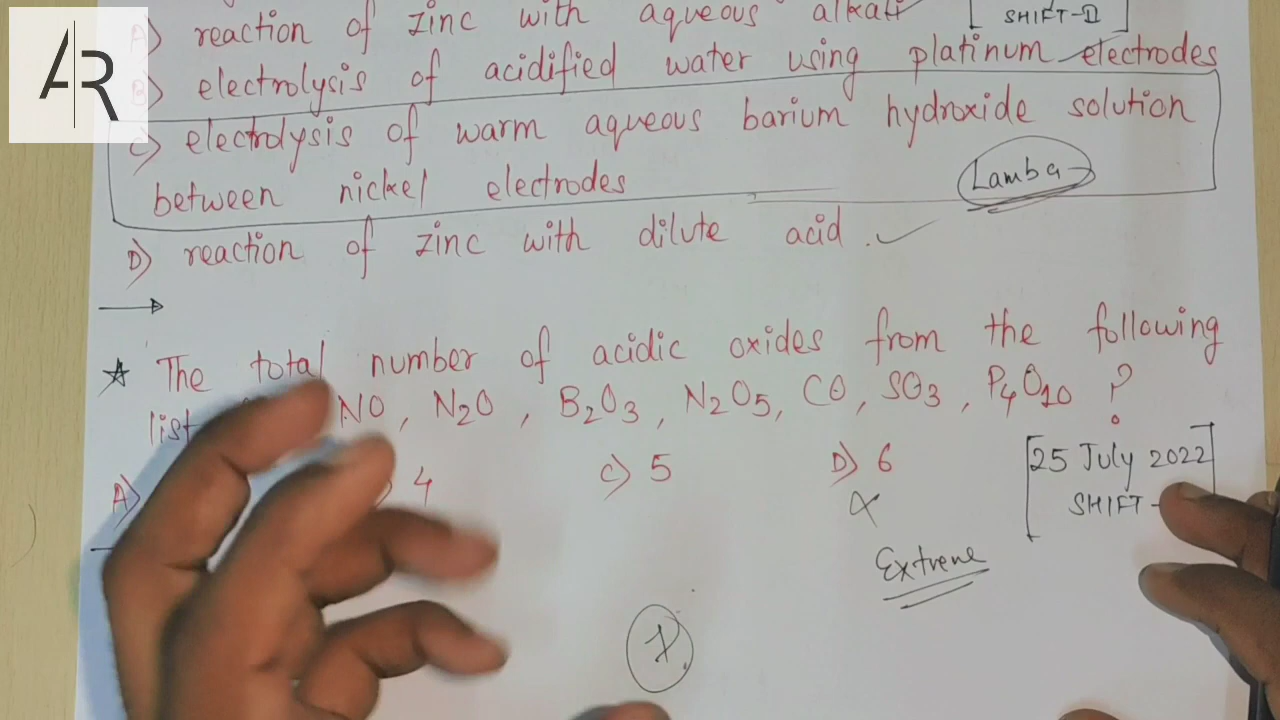 AR
A) reaction of zinc with aqueous alkali
SHIFT-II
B) electrolysis of acidified water using platinum electrodes
C) electrolysis of warm aqueous barium hydroxide solution
between nickel electrodes
Lamba
D) reaction of zinc with dilute acid.
The total number of acidic oxides from the following
list NO, N2O, B2O3, N2O5, CO, SO3, P4O10 ?
A) 4 C) 5 D) 6
[25 July 2022]
SHIFT-
Extreme